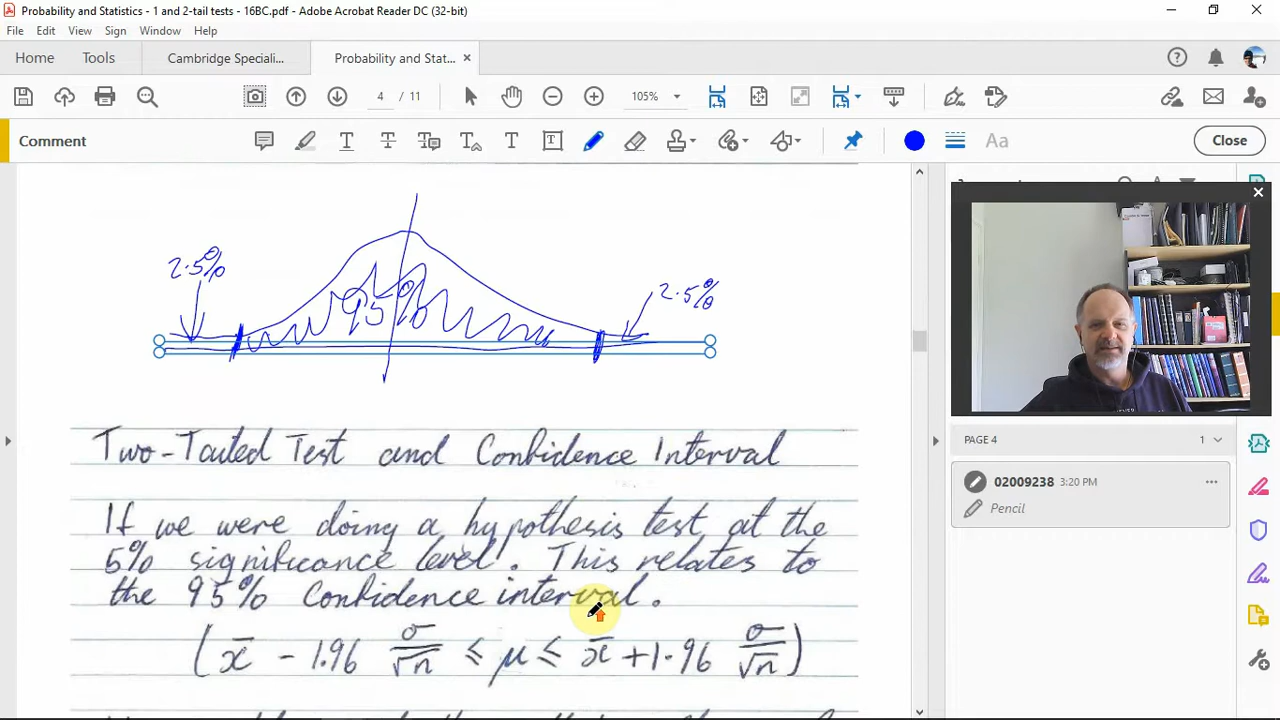 Probability and Statistics - 1 and 2-tail tests - 16BC.pdf - Adobe Acrobat Reader DC (32-bit)
File Edit View Sign Window Help
Home Tools Cambridge Speciali... Probability and Stat... ×
4 / 11 105%
Comment Close
2.5%
95%
2.5%
Two-Tailed Test and Confidence Interval
If we were doing a hypothesis test at the
5% significance level. This relates to
the 95% Confidence interval.
(x̄ - 1.96 σ/√n ≤ μ ≤ x̄ + 1.96 σ/√n)
PAGE 4 1
02009238 3:20 PM
Pencil